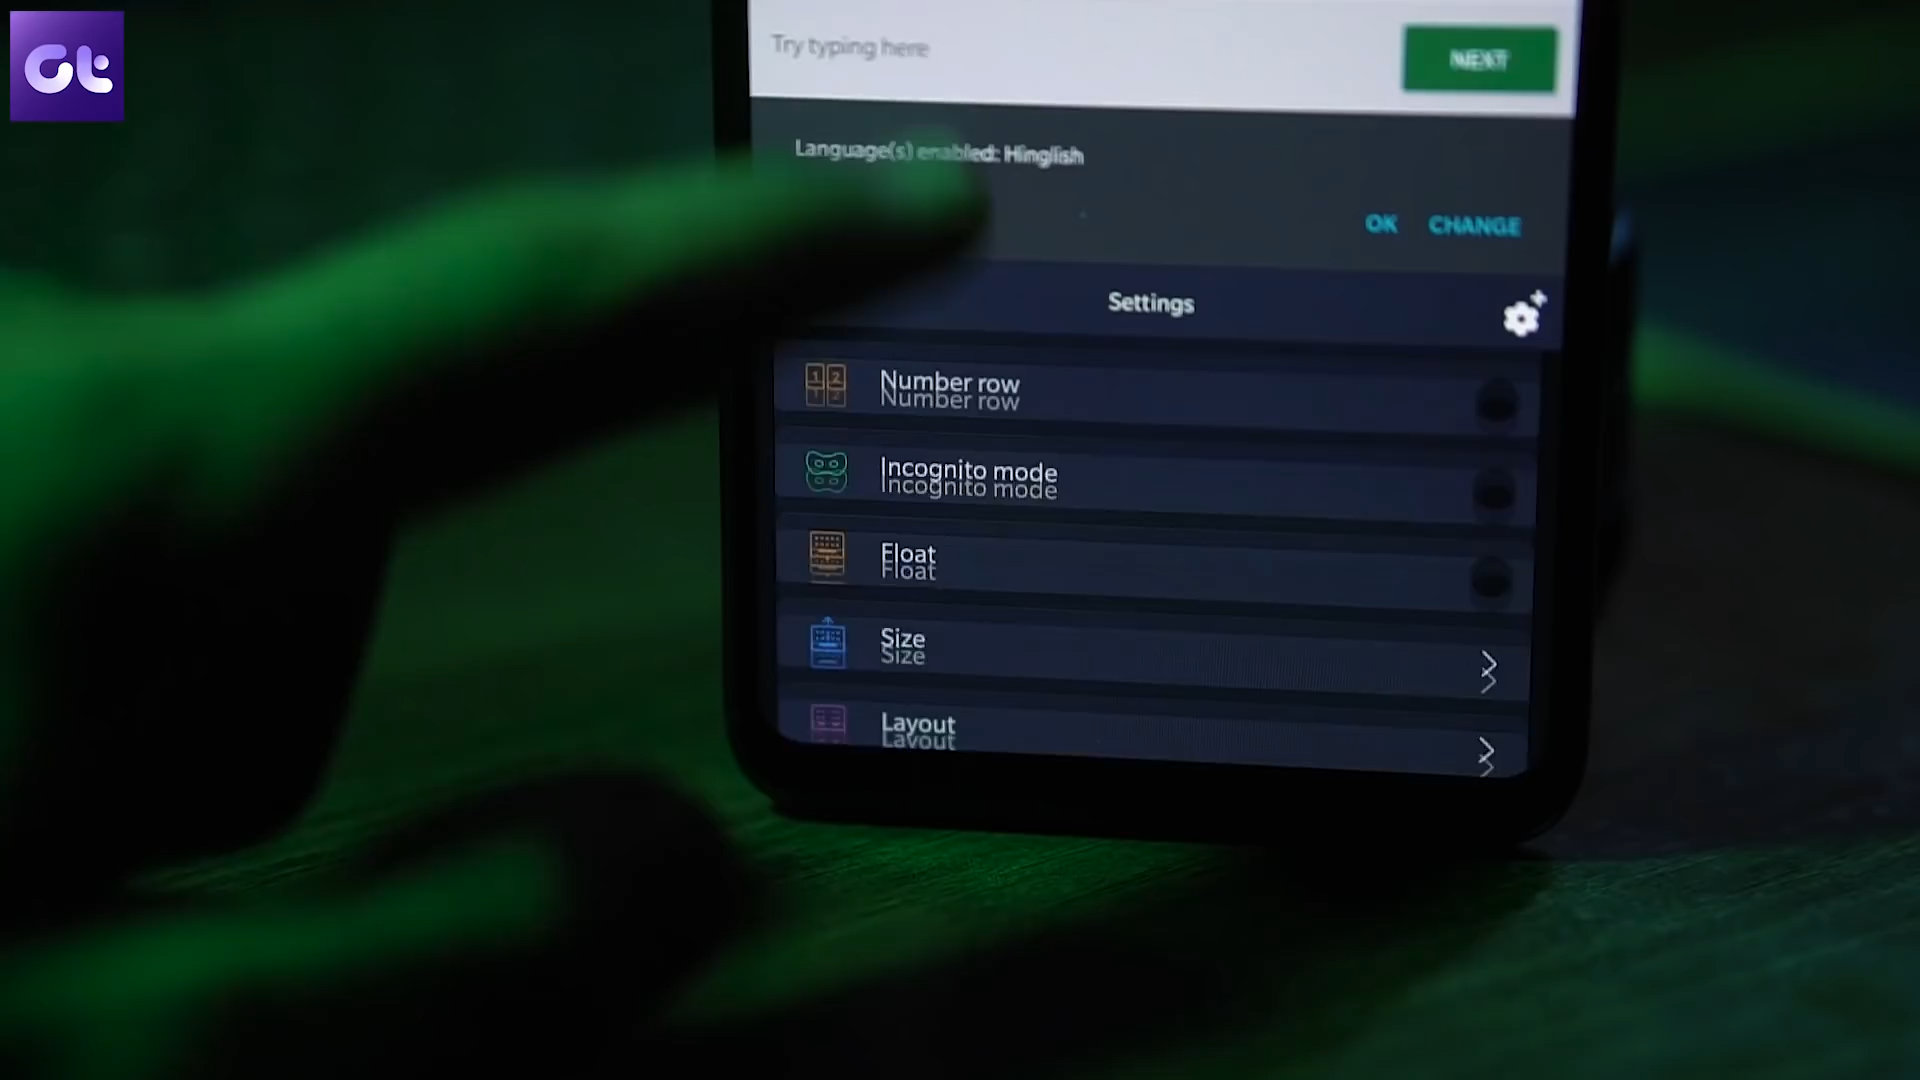 Gt
Try typing here
NEXT
Language(s) enabled: Hinglish
OK CHANGE
Settings
Number row
Number row
Incognito mode
Incognito mode
Float
Float
Size
Size
Layout
Layout